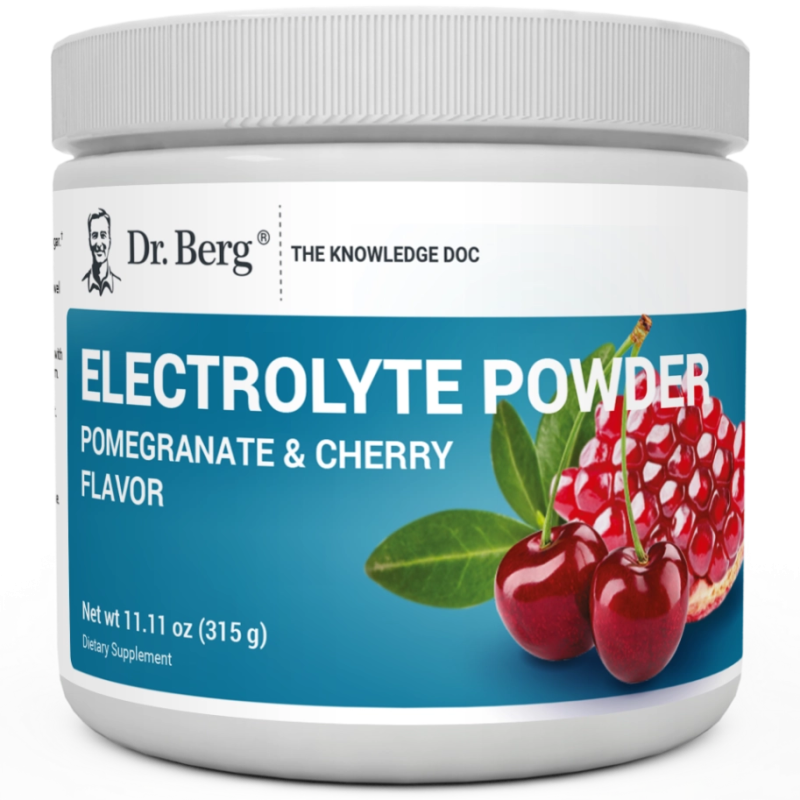 Dr. Berg®
THE KNOWLEDGE DOC
ELECTROLYTE POWDER
POMEGRANATE & CHERRY
FLAVOR
Net wt 11.11 oz (315 g)
Dietary Supplement